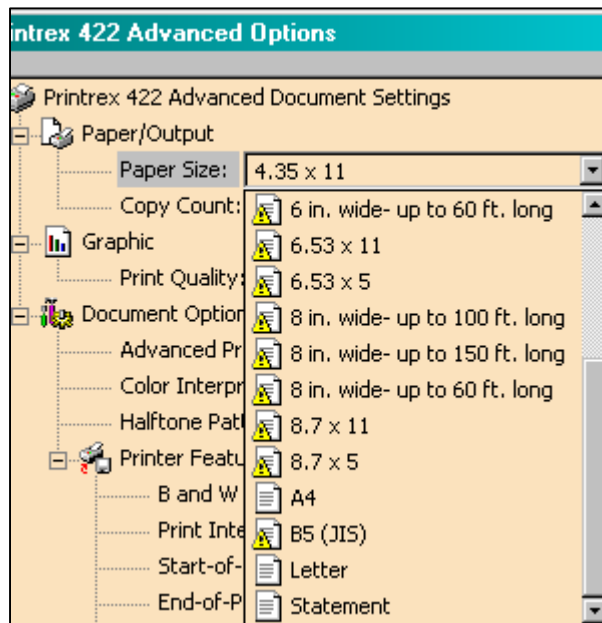 intrex 422 Advanced Options
Printrex 422 Advanced Document Settings
Paper/Output
Paper Size: 4.35 x 11
Copy Count: 6 in. wide- up to 60 ft. long
Graphic 6.53 x 11
Print Quality: 6.53 x 5
Document Option 8 in. wide- up to 100 ft. long
Advanced Pr 8 in. wide- up to 150 ft. long
Color Interpr 8 in. wide- up to 60 ft. long
Halftone Patt 8.7 x 11
Printer Featu 8.7 x 5
B and W A4
Print Inte B5 (JIS)
Start-of- Letter
End-of-P Statement